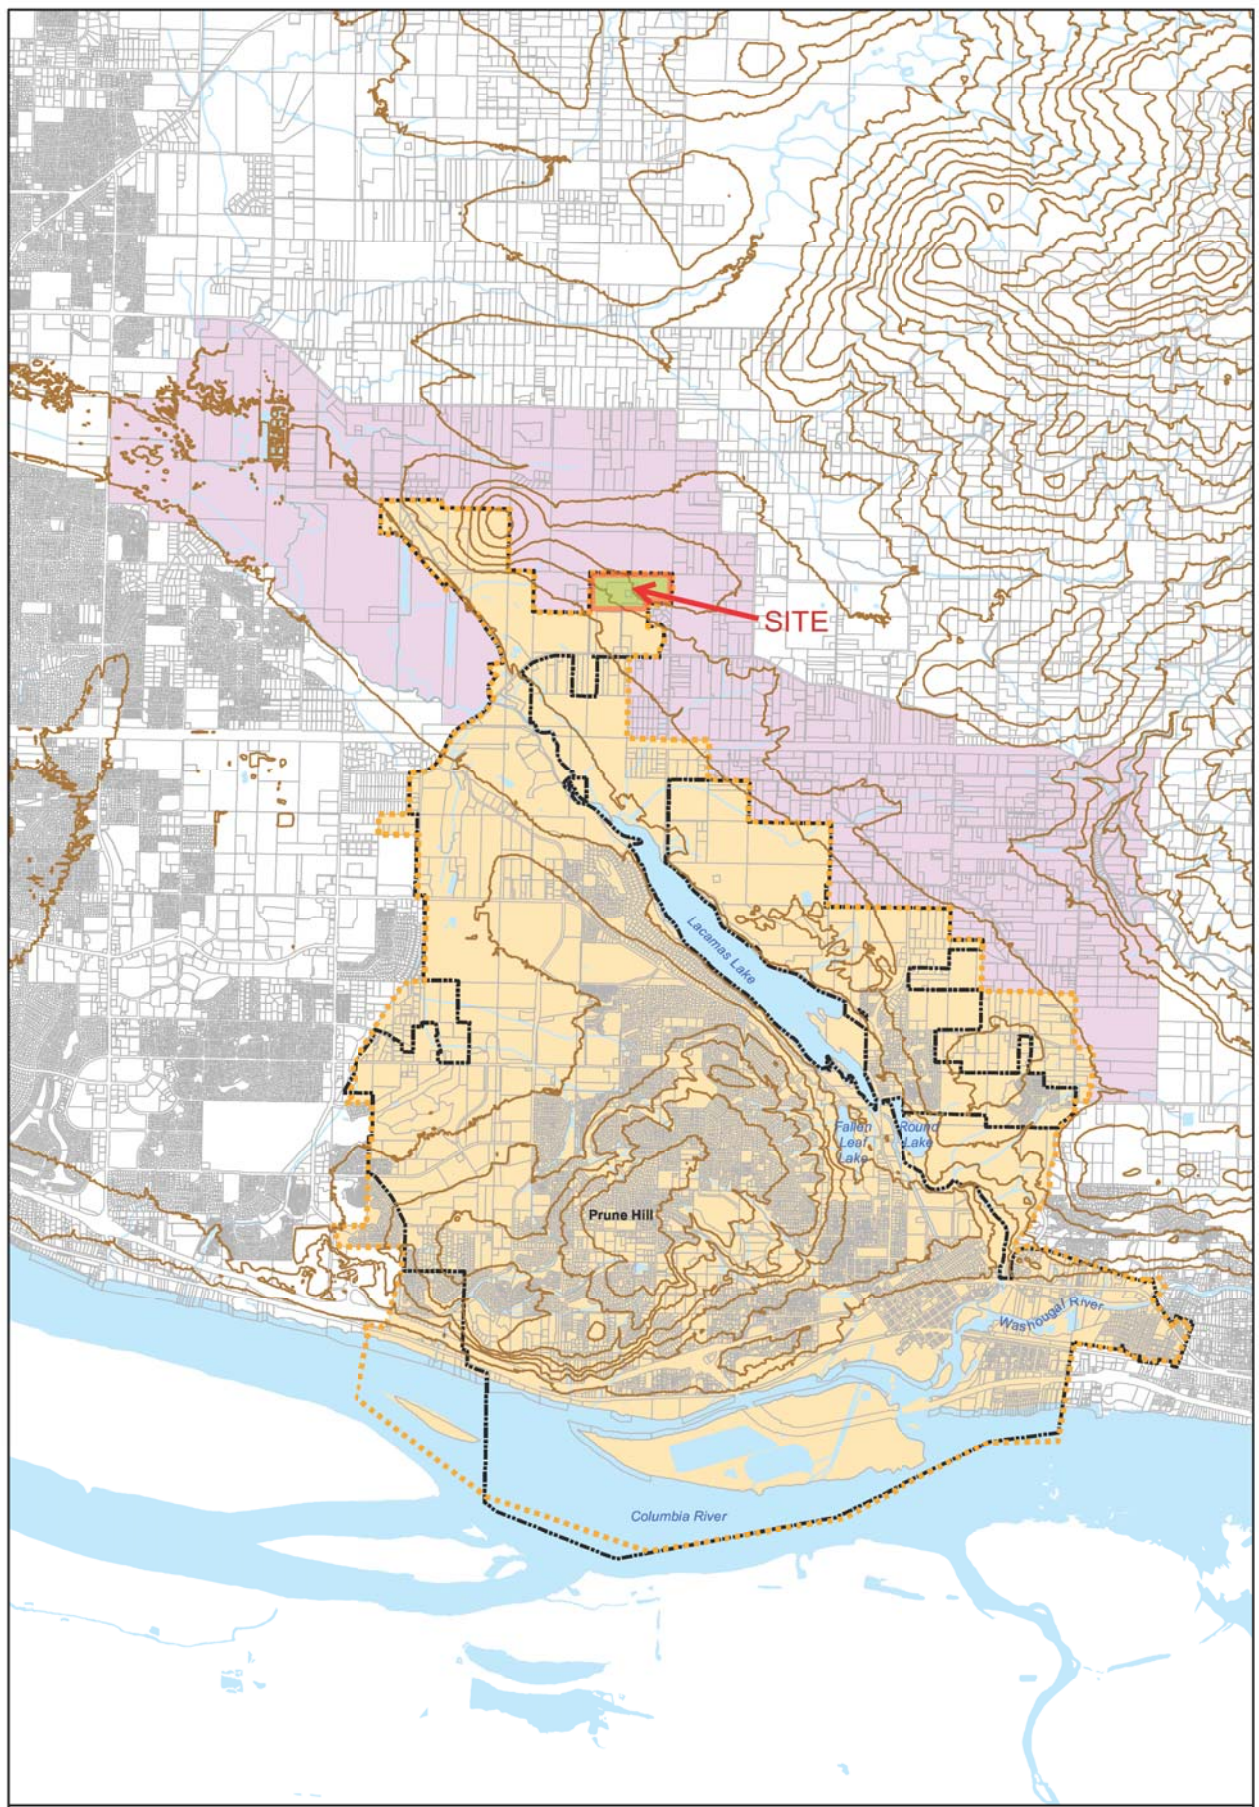 SITE
Lacamas Lake
Fallen
Leaf
Lake
Round
Lake
Prune Hill
Washougal River
Columbia River